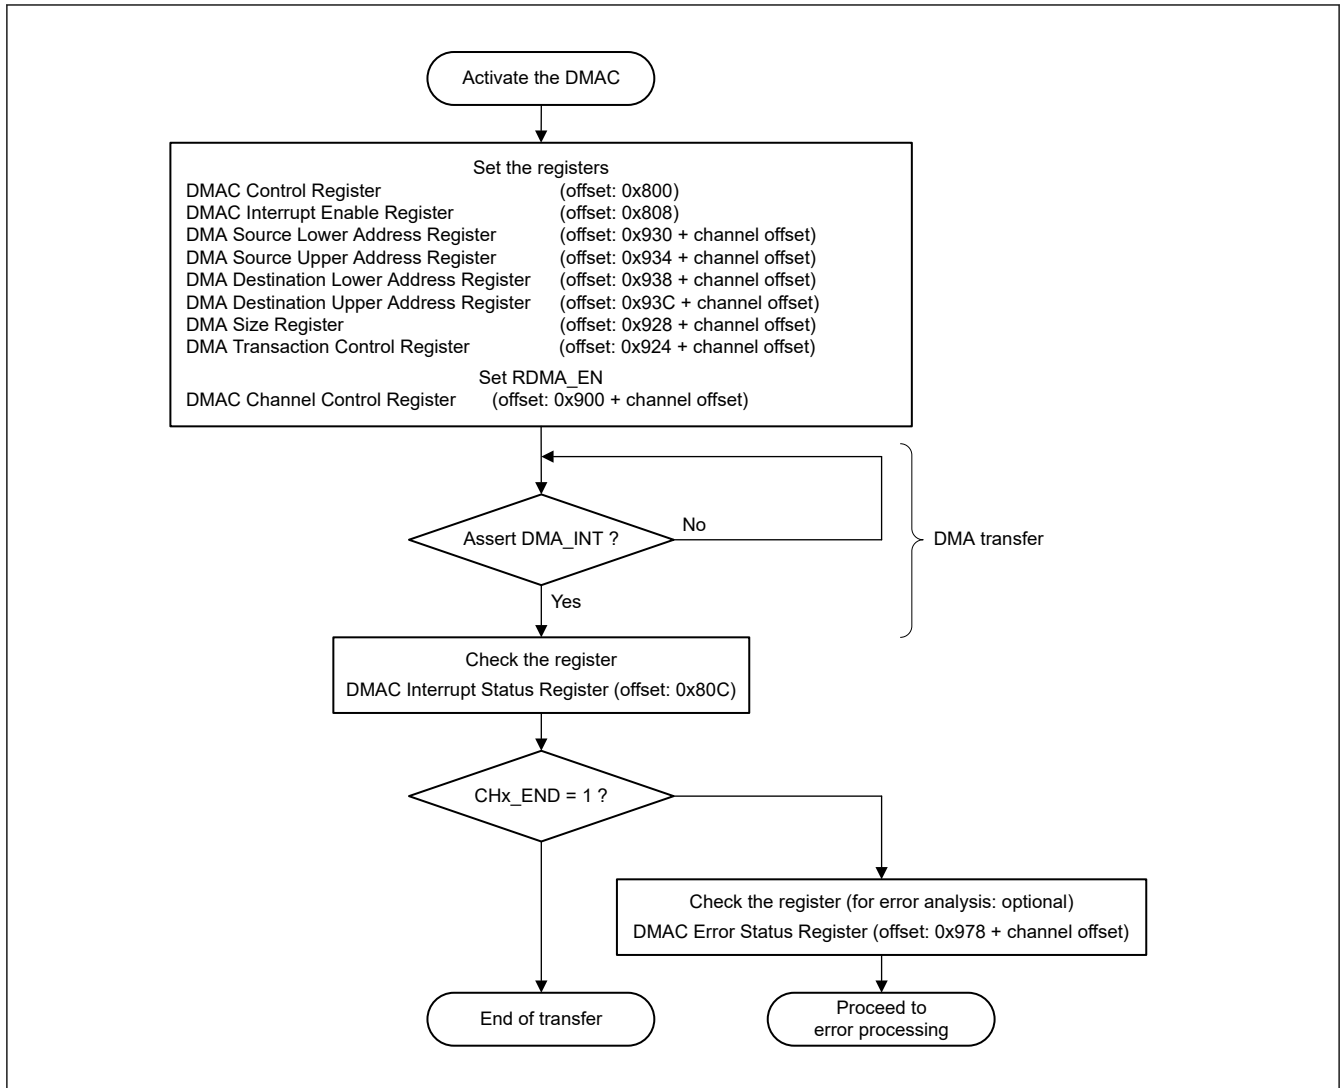 Activate the DMAC
Set the registers
DMAC Control Register (offset: 0x800)
DMAC Interrupt Enable Register (offset: 0x808)
DMA Source Lower Address Register (offset: 0x930 + channel offset)
DMA Source Upper Address Register (offset: 0x934 + channel offset)
DMA Destination Lower Address Register (offset: 0x938 + channel offset)
DMA Destination Upper Address Register (offset: 0x93C + channel offset)
DMA Size Register (offset: 0x928 + channel offset)
DMA Transaction Control Register (offset: 0x924 + channel offset)
Set RDMA_EN
DMAC Channel Control Register (offset: 0x900 + channel offset)
Assert DMA_INT ?
No
DMA transfer
Yes
Check the register
DMAC Interrupt Status Register (offset: 0x80C)
CHx_END = 1 ?
Check the register (for error analysis: optional)
DMAC Error Status Register (offset: 0x978 + channel offset)
End of transfer
Proceed to
error processing